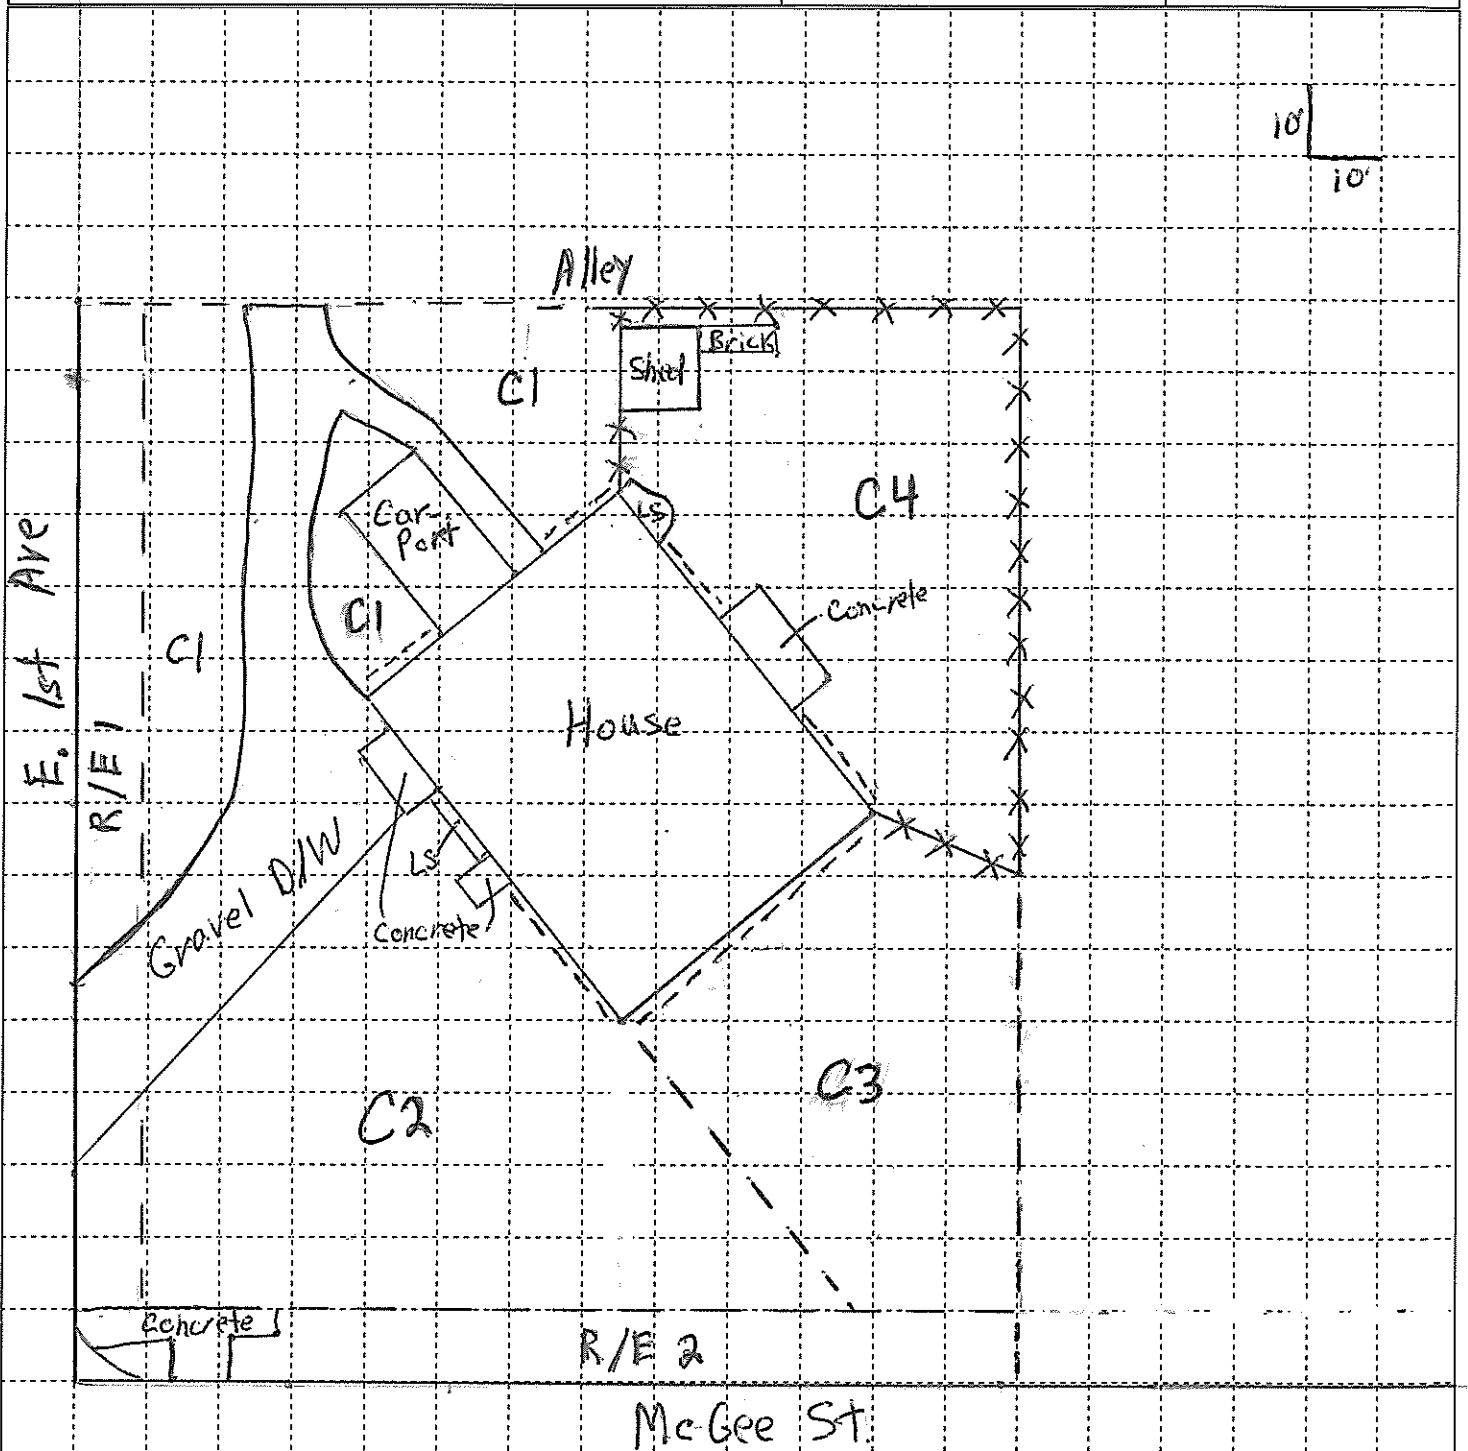 10'
10'
Alley
Brick
Shed
C1
C4
LS
Car-
Port
E. 1st Ave
C1
Concrete
C1
R/E 1
House
Gravel D/W
LS
Concrete
C3
C2
Concrete
R/E 2
McGee St.